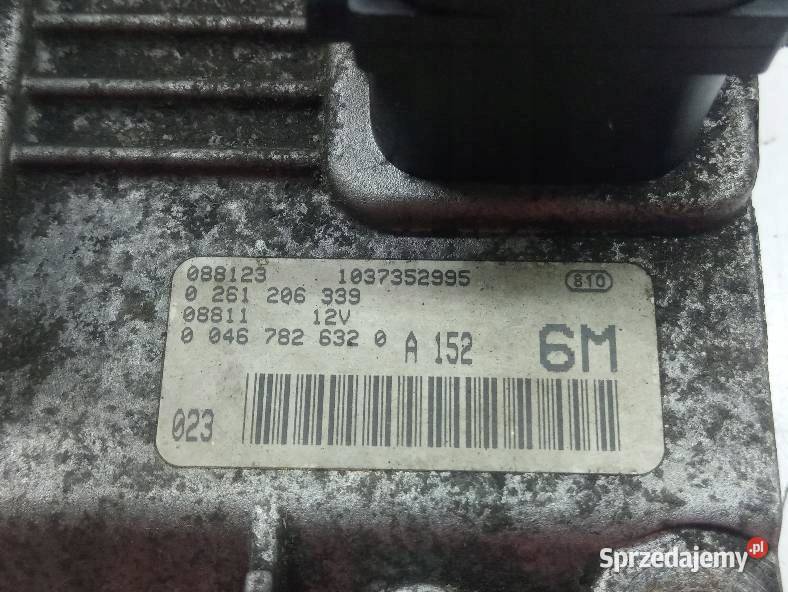 088123 1037352995 810
0 261 206 339
08811 12V
0 046 782 632 0 A 152 6M
023
Sprzedajemy.pl